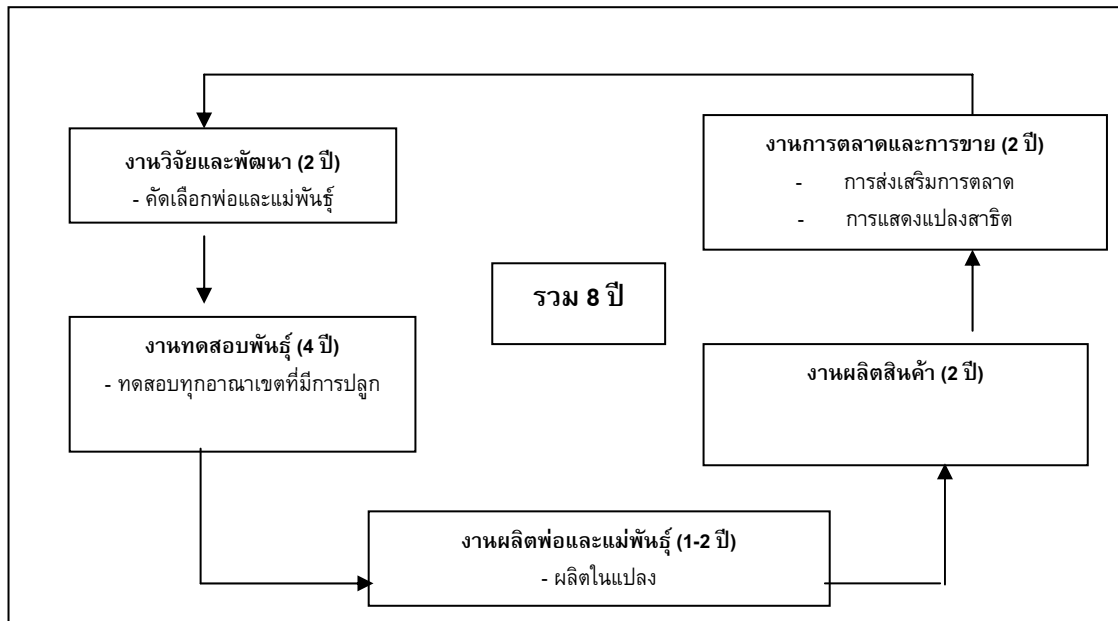 งานวิจัยและพัฒนา (2 ปี)
- คัดเลือกพ่อและแม่พันธุ์
งานการตลาดและการขาย (2 ปี)
- การส่งเสริมการตลาด
- การแสดงแปลงสาธิต
รวม 8 ปี
งานทดสอบพันธุ์ (4 ปี)
- ทดสอบทุกอาณาเขตที่มีการปลูก
งานผลิตสินค้า (2 ปี)
งานผลิตพ่อและแม่พันธุ์ (1-2 ปี)
- ผลิตในแปลง